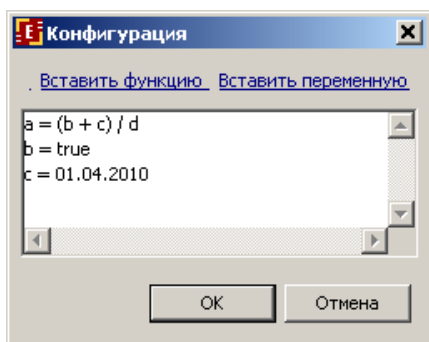 Конфигурация
Вставить функцию Вставить переменную
a = (b + c) / d
b = true
c = 01.04.2010
OK Отмена